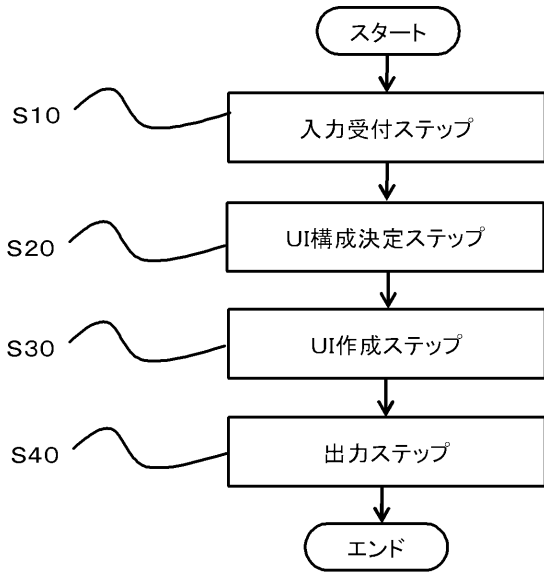 スタート
S10
入力受付ステップ
S20
UI構成決定ステップ
S30
UI作成ステップ
S40
出力ステップ
エンド